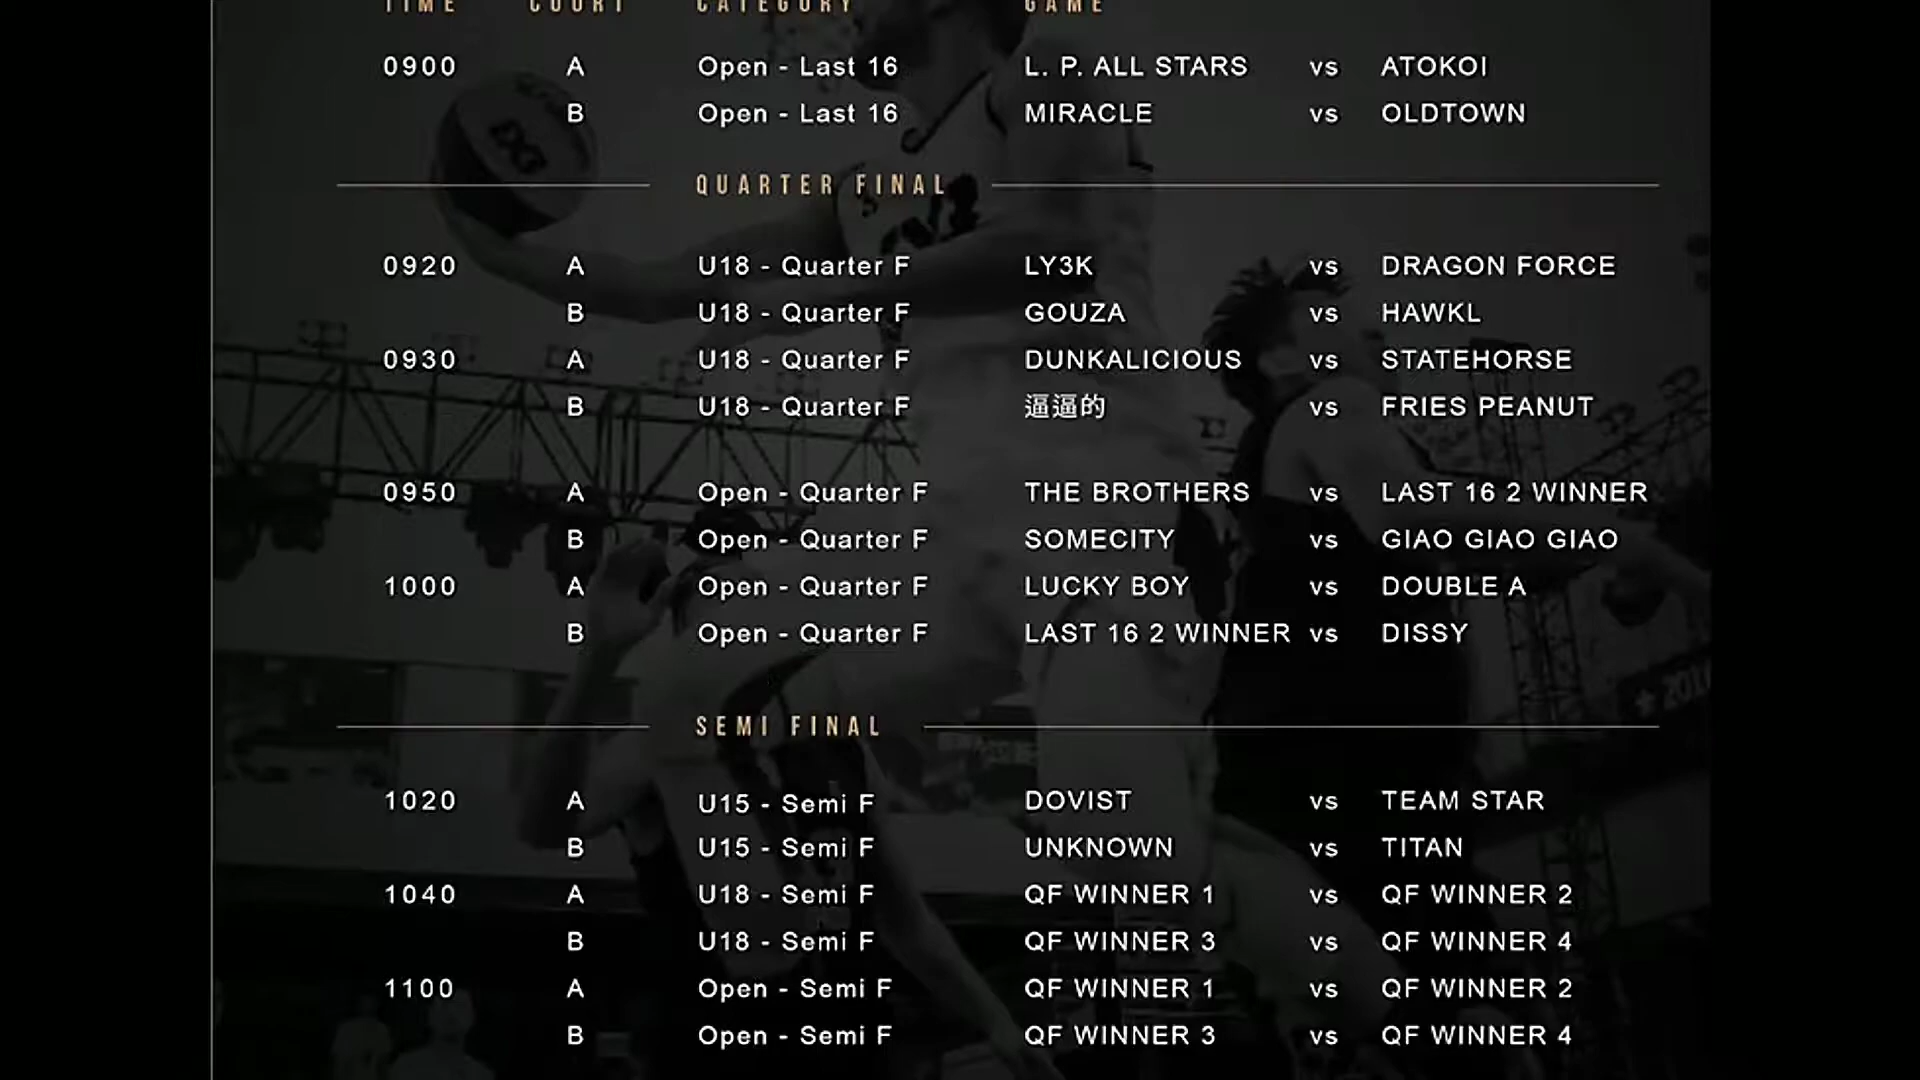 TIME COURT CATEGORY GAME
0900 A Open - Last 16 L. P. ALL STARS vs ATOKOI
B Open - Last 16 MIRACLE vs OLDTOWN
QUARTER FINAL
0920 A U18 - Quarter F LY3K vs DRAGON FORCE
B U18 - Quarter F GOUZA vs HAWKL
0930 A U18 - Quarter F DUNKALICIOUS vs STATEHORSE
B U18 - Quarter F 逼逼的 vs FRIES PEANUT
0950 A Open - Quarter F THE BROTHERS vs LAST 16 2 WINNER
B Open - Quarter F SOMECITY vs GIAO GIAO GIAO
1000 A Open - Quarter F LUCKY BOY vs DOUBLE A
B Open - Quarter F LAST 16 2 WINNER vs DISSY
SEMI FINAL
1020 A U15 - Semi F DOVIST vs TEAM STAR
B U15 - Semi F UNKNOWN vs TITAN
1040 A U18 - Semi F QF WINNER 1 vs QF WINNER 2
B U18 - Semi F QF WINNER 3 vs QF WINNER 4
1100 A Open - Semi F QF WINNER 1 vs QF WINNER 2
B Open - Semi F QF WINNER 3 vs QF WINNER 4